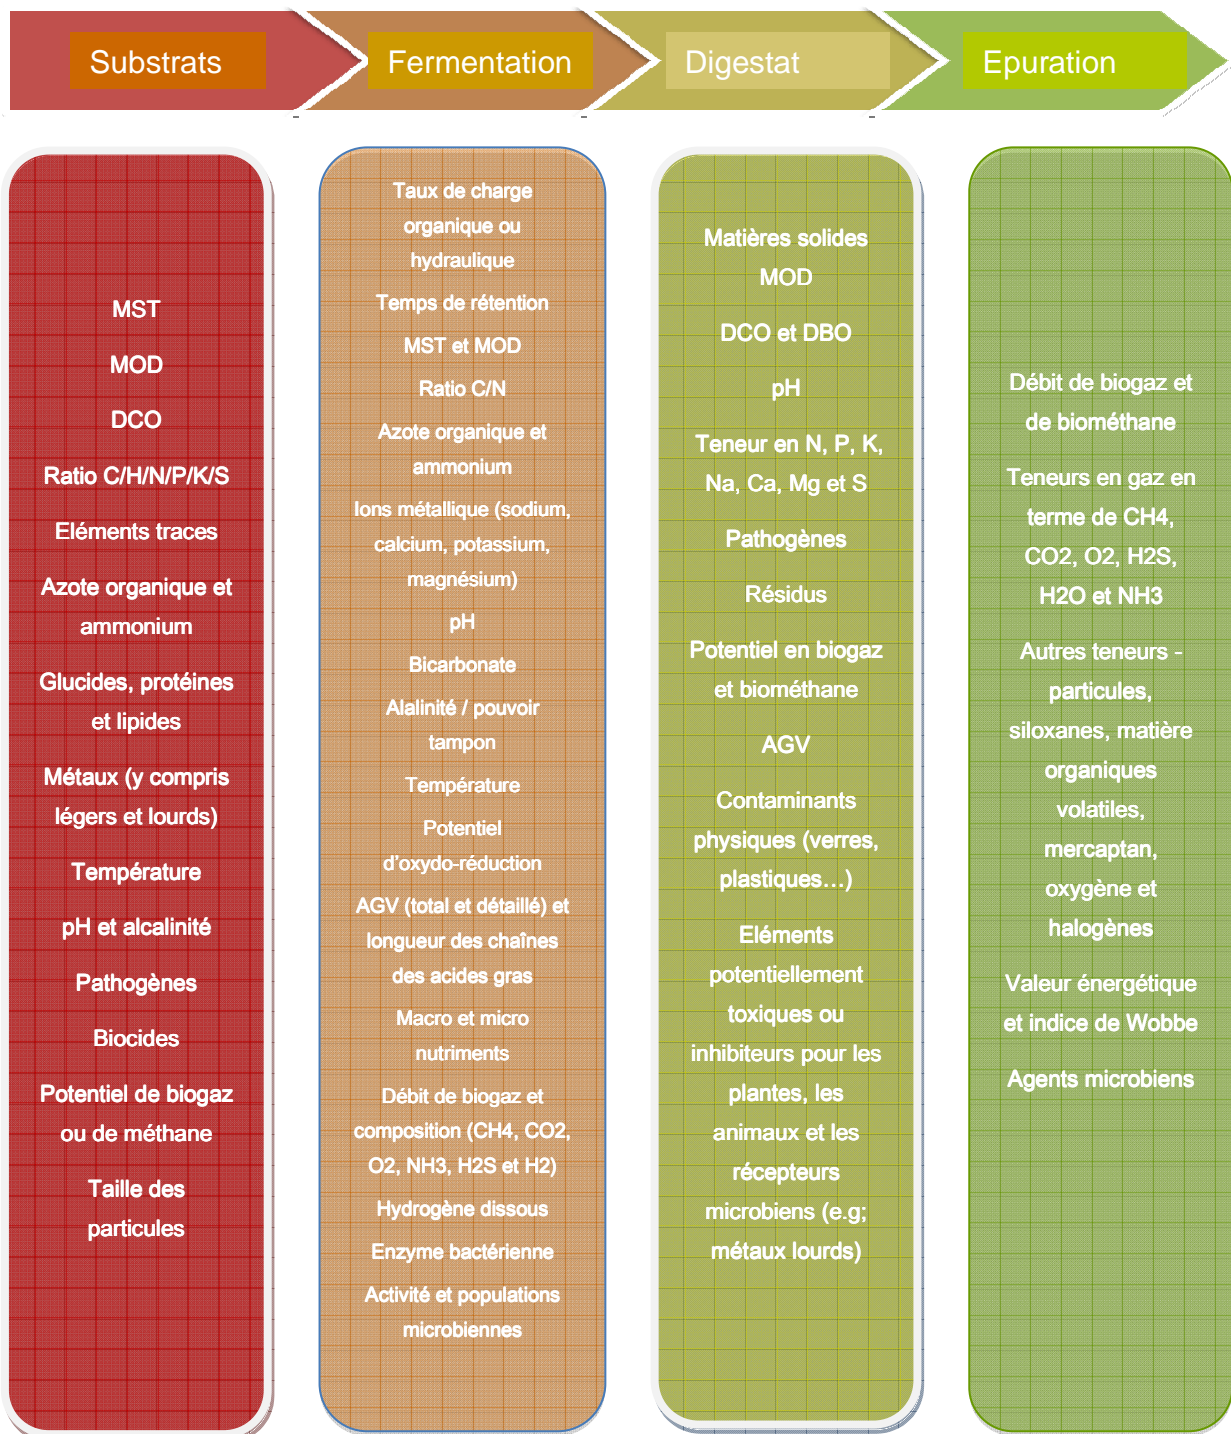 Substrats
Fermentation
Digestat
Epuration
MST
MOD
DCO
Ratio C/H/N/P/K/S
Eléments traces
Azote organique et
ammonium
Glucides, protéines
et lipides
Métaux (y compris
légers et lourds)
Température
pH et alcalinité
Pathogènes
Biocides
Potentiel de biogaz
ou de méthane
Taille des
particules
Taux de charge
organique ou
hydraulique
Temps de rétention
MST et MOD
Ratio C/N
Azote organique et
ammonium
Ions métallique (sodium,
calcium, potassium,
magnésium)
pH
Bicarbonate
Alalinité / pouvoir
tampon
Température
Potentiel
d'oxydo-réduction
AGV (total et détaillé) et
longueur des chaînes
des acides gras
Macro et micro
nutriments
Débit de biogaz et
composition (CH4, CO2,
O2, NH3, H2S et H2)
Hydrogène dissous
Enzyme bactérienne
Activité et populations
microbiennes
Matières solides
MOD
DCO et DBO
pH
Teneur en N, P, K,
Na, Ca, Mg et S
Pathogènes
Résidus
Potentiel en biogaz
et biométhane
AGV
Contaminants
physiques (verres,
plastiques…)
Eléments
potentiellement
toxiques ou
inhibiteurs pour les
plantes, les
animaux et les
récepteurs
microbiens (e.g;
métaux lourds)
Débit de biogaz et
de biométhane
Teneurs en gaz en
terme de CH4,
CO2, O2, H2S,
H2O et NH3
Autres teneurs -
particules,
siloxanes, matière
organiques
volatiles,
mercaptan,
oxygène et
halogènes
Valeur énergétique
et indice de Wobbe
Agents microbiens